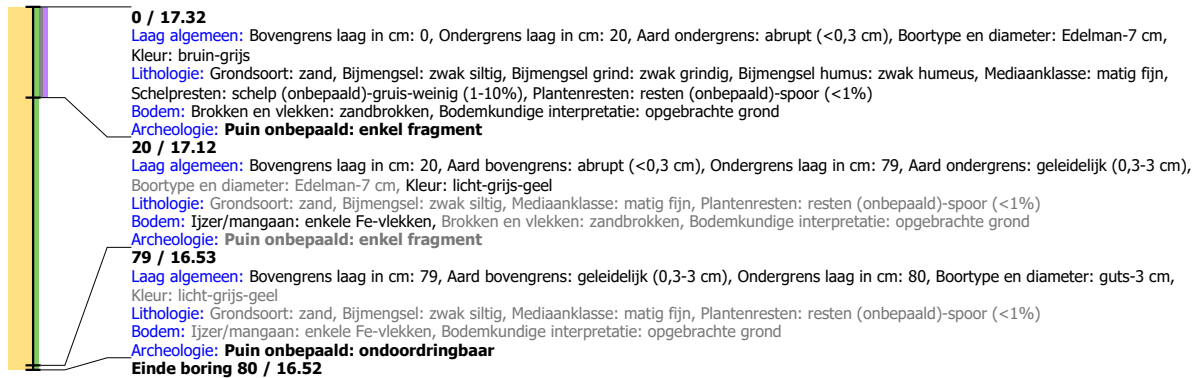 0 / 17.32
Laag algemeen: Bovengrens laag in cm: 0, Ondergrens laag in cm: 20, Aard ondergrens: abrupt (<0,3 cm), Boortype en diameter: Edelman-7 cm,
Kleur: bruin-grijs
Lithologie: Grondsoort: zand, Bijmengsel: zwak siltig, Bijmengsel grind: zwak grindig, Bijmengsel humus: zwak humeus, Mediaanklasse: matig fijn,
Schelpresten: schelp (onbepaald)-gruis-weinig (1-10%), Plantenresten: resten (onbepaald)-spoor (<1%)
Bodem: Brokken en vlekken: zandbrokken, Bodemkundige interpretatie: opgebrachte grond
Archeologie: Puin onbepaald: enkel fragment
20 / 17.12
Laag algemeen: Bovengrens laag in cm: 20, Aard bovengrens: abrupt (<0,3 cm), Ondergrens laag in cm: 79, Aard ondergrens: geleidelijk (0,3-3 cm),
Boortype en diameter: Edelman-7 cm, Kleur: licht-grijs-geel
Lithologie: Grondsoort: zand, Bijmengsel: zwak siltig, Mediaanklasse: matig fijn, Plantenresten: resten (onbepaald)-spoor (<1%)
Bodem: Ijzer/mangaan: enkele Fe-vlekken, Brokken en vlekken: zandbrokken, Bodemkundige interpretatie: opgebrachte grond
Archeologie: Puin onbepaald: enkel fragment
79 / 16.53
Laag algemeen: Bovengrens laag in cm: 79, Aard bovengrens: geleidelijk (0,3-3 cm), Ondergrens laag in cm: 80, Boortype en diameter: guts-3 cm,
Kleur: licht-grijs-geel
Lithologie: Grondsoort: zand, Bijmengsel: zwak siltig, Mediaanklasse: matig fijn, Plantenresten: resten (onbepaald)-spoor (<1%)
Bodem: Ijzer/mangaan: enkele Fe-vlekken, Bodemkundige interpretatie: opgebrachte grond
Archeologie: Puin onbepaald: ondoordringbaar
Einde boring 80 / 16.52